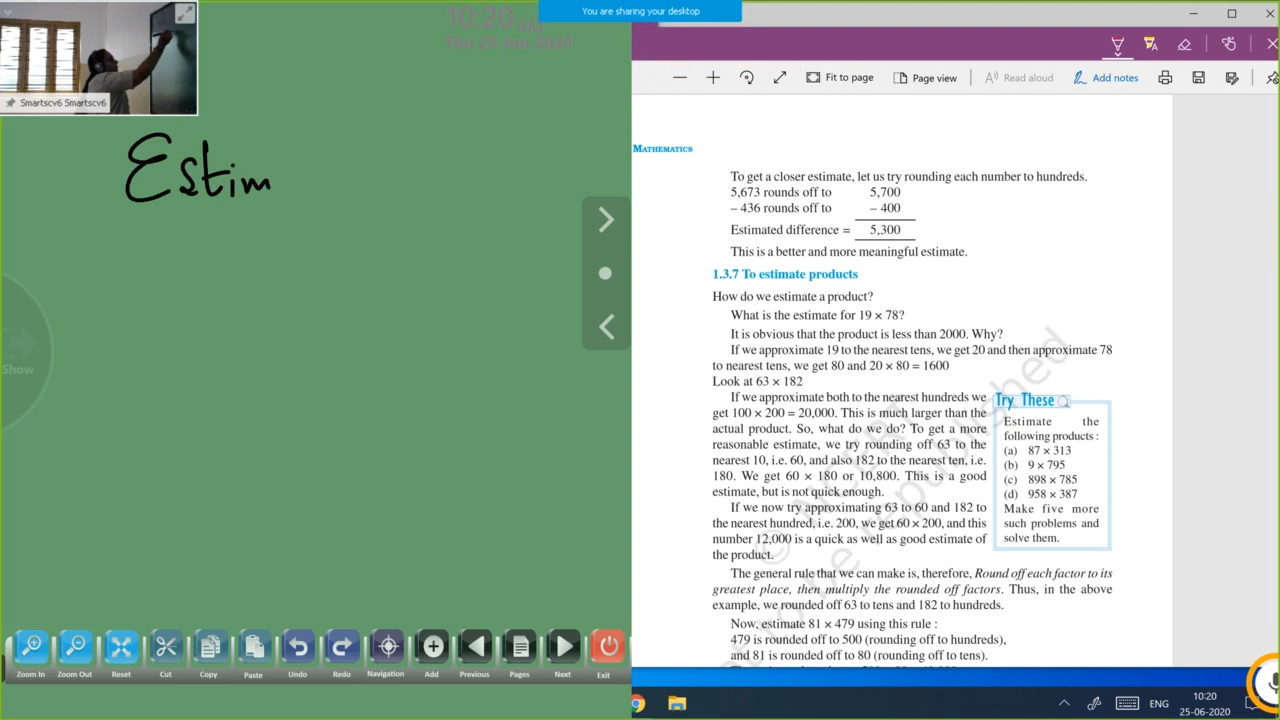 You are sharing your desktop
10:20 AM
Thu 25 Jun 2020
Smartscv6 Smartscv6
Estim
Show
Zoom In Zoom Out Reset Cut Copy Paste Undo Redo Navigation Add Previous Pages Next Exit
Fit to page Page view Read aloud Add notes
MATHEMATICS
To get a closer estimate, let us try rounding each number to hundreds.
5,673 rounds off to 5,700
– 436 rounds off to – 400
Estimated difference = 5,300
This is a better and more meaningful estimate.
1.3.7 To estimate products
How do we estimate a product?
What is the estimate for 19 × 78?
It is obvious that the product is less than 2000. Why?
If we approximate 19 to the nearest tens, we get 20 and then approximate 78
to nearest tens, we get 80 and 20 × 80 = 1600
Look at 63 × 182
If we approximate both to the nearest hundreds we
get 100 × 200 = 20,000. This is much larger than the
actual product. So, what do we do? To get a more
reasonable estimate, we try rounding off 63 to the
nearest 10, i.e. 60, and also 182 to the nearest ten, i.e.
180. We get 60 × 180 or 10,800. This is a good
estimate, but is not quick enough.
If we now try approximating 63 to 60 and 182 to
the nearest hundred, i.e. 200, we get 60 × 200, and this
number 12,000 is a quick as well as good estimate of
the product.
Try These
Estimate the
following products :
(a) 87 × 313
(b) 9 × 795
(c) 898 × 785
(d) 958 × 387
Make five more
such problems and
solve them.
The general rule that we can make is, therefore, Round off each factor to its
greatest place, then multiply the rounded off factors. Thus, in the above
example, we rounded off 63 to tens and 182 to hundreds.
Now, estimate 81 × 479 using this rule :
479 is rounded off to 500 (rounding off to hundreds),
and 81 is rounded off to 80 (rounding off to tens).
ENG
10:20
25-06-2020